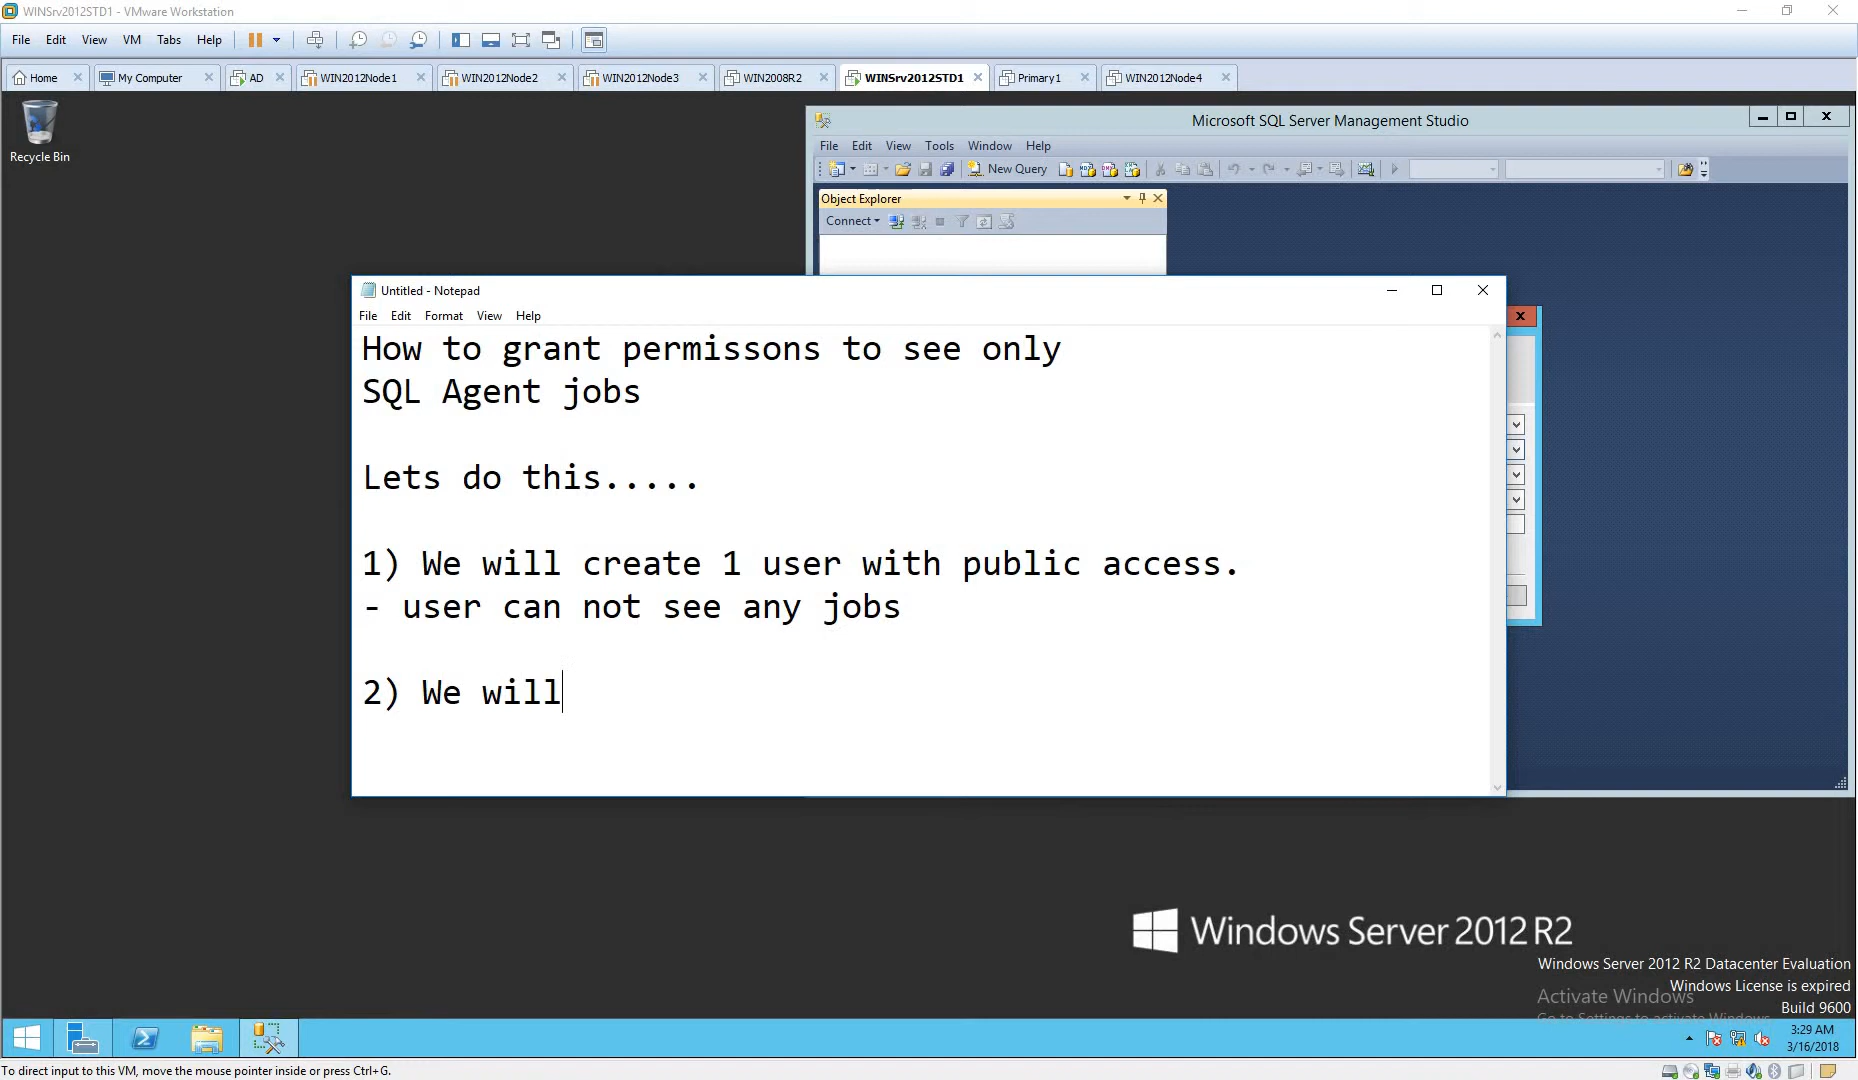 WINSrv2012STD1 - VMware Workstation
File Edit View VM Tabs Help
Home My Computer AD WIN2012Node1 WIN2012Node2 WIN2012Node3 WIN2008R2 WINSrv2012STD1 Primary1 WIN2012Node4
Recycle Bin
Microsoft SQL Server Management Studio
File Edit View Tools Window Help
New Query
Object Explorer
Connect
Untitled - Notepad
File Edit Format View Help
How to grant permissons to see only
SQL Agent jobs
Lets do this.....
1) We will create 1 user with public access.
- user can not see any jobs
2) We will
Windows Server 2012 R2
Windows Server 2012 R2 Datacenter Evaluation
Windows License is expired
Activate Windows
Build 9600
Go to Settings to activate Windows.
3:29 AM
3/16/2018
To direct input to this VM, move the mouse pointer inside or press Ctrl+G.